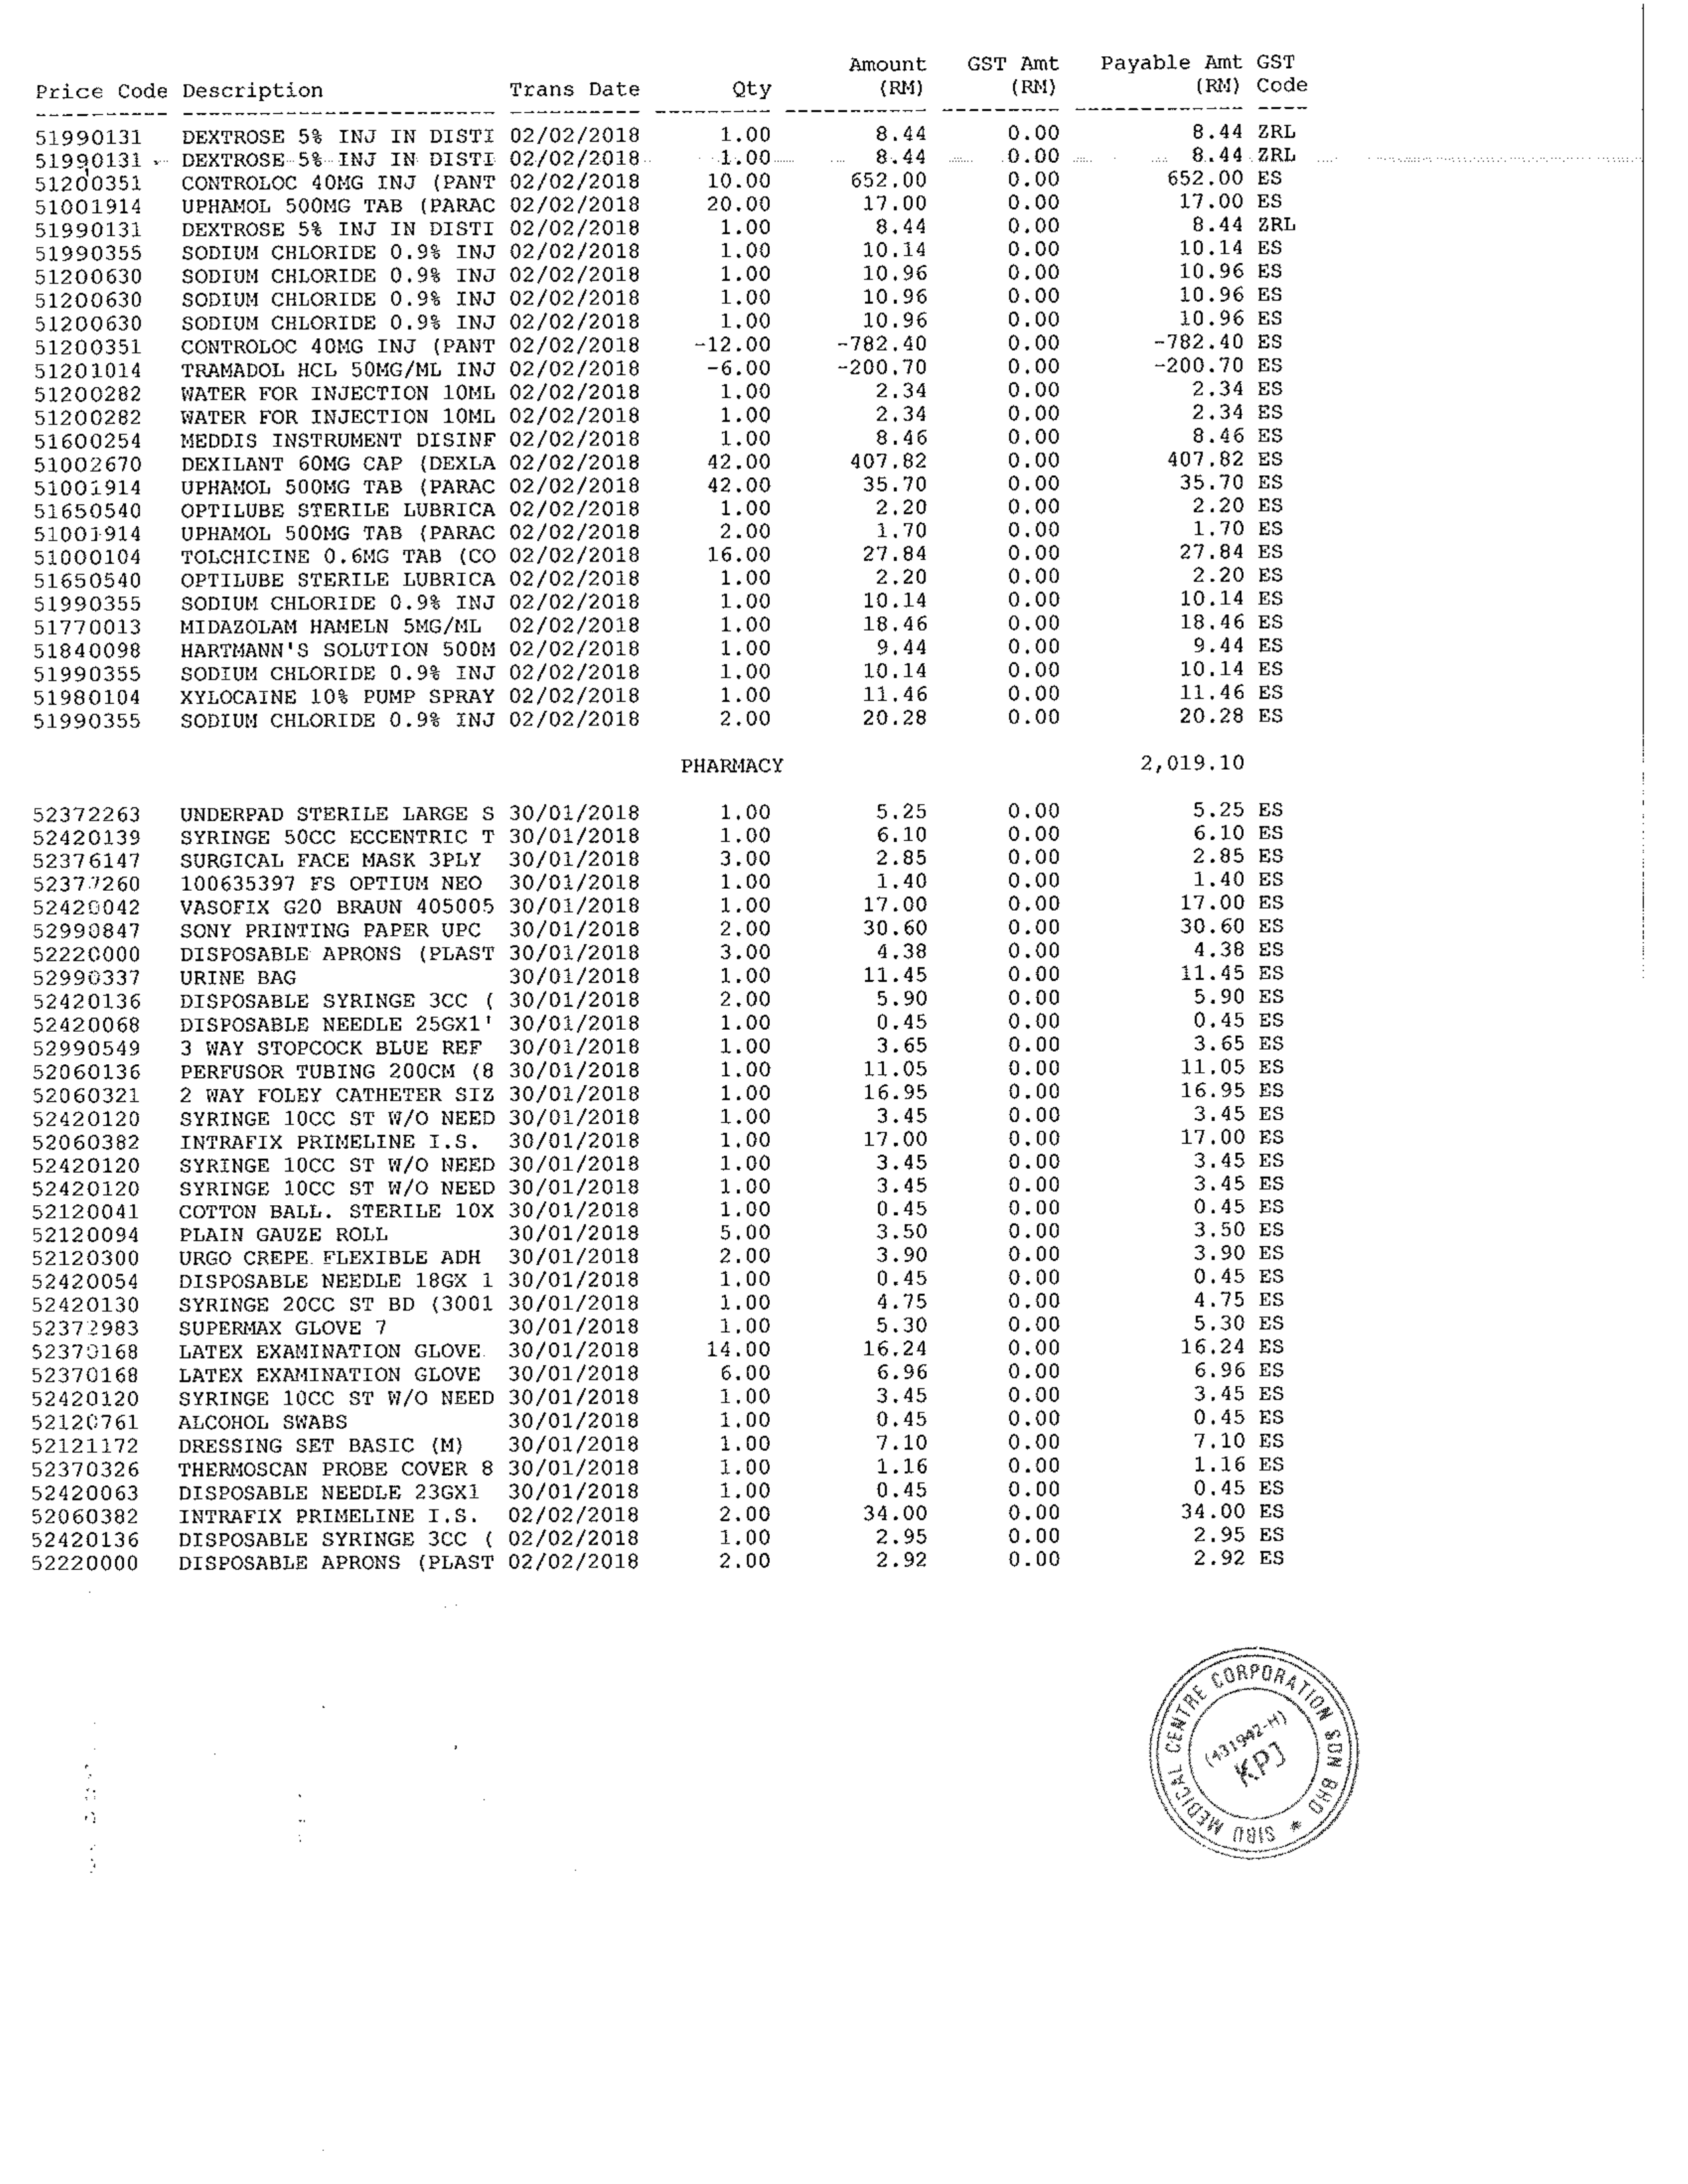 Amount GST Amt Payable Amt GST
Price Code Description Trans Date Qty (RM) (RM) (RM) Code
51990131 DEXTROSE 5% INJ IN DISTI 02/02/2018 1.00 8.44 0.00 8.44 ZRL
51990131 DEXTROSE 5% INJ IN DISTI 02/02/2018 1.00 8.44 0.00 8.44 ZRL
51200351 CONTROLOC 40MG INJ (PANT 02/02/2018 10.00 652.00 0.00 652.00 ES
51001914 UPHAMOL 500MG TAB (PARAC 02/02/2018 20.00 17.00 0.00 17.00 ES
51990131 DEXTROSE 5% INJ IN DISTI 02/02/2018 1.00 8.44 0.00 8.44 ZRL
51990355 SODIUM CHLORIDE 0.9% INJ 02/02/2018 1.00 10.14 0.00 10.14 ES
51200630 SODIUM CHLORIDE 0.9% INJ 02/02/2018 1.00 10.96 0.00 10.96 ES
51200630 SODIUM CHLORIDE 0.9% INJ 02/02/2018 1.00 10.96 0.00 10.96 ES
51200630 SODIUM CHLORIDE 0.9% INJ 02/02/2018 1.00 10.96 0.00 10.96 ES
51200351 CONTROLOC 40MG INJ (PANT 02/02/2018 -12.00 -782.40 0.00 -782.40 ES
51201014 TRAMADOL HCL 50MG/ML INJ 02/02/2018 -6.00 -200.70 0.00 -200.70 ES
51200282 WATER FOR INJECTION 10ML 02/02/2018 1.00 2.34 0.00 2.34 ES
51200282 WATER FOR INJECTION 10ML 02/02/2018 1.00 2.34 0.00 2.34 ES
51600254 MEDDIS INSTRUMENT DISINF 02/02/2018 1.00 8.46 0.00 8.46 ES
51002670 DEXILANT 60MG CAP (DEXLA 02/02/2018 42.00 407.82 0.00 407.82 ES
51001914 UPHAMOL 500MG TAB (PARAC 02/02/2018 42.00 35.70 0.00 35.70 ES
51650540 OPTILUBE STERILE LUBRICA 02/02/2018 1.00 2.20 0.00 2.20 ES
51001914 UPHAMOL 500MG TAB (PARAC 02/02/2018 2.00 1.70 0.00 1.70 ES
51000104 TOLCHICINE 0.6MG TAB (CO 02/02/2018 16.00 27.84 0.00 27.84 ES
51650540 OPTILUBE STERILE LUBRICA 02/02/2018 1.00 2.20 0.00 2.20 ES
51990355 SODIUM CHLORIDE 0.9% INJ 02/02/2018 1.00 10.14 0.00 10.14 ES
51770013 MIDAZOLAM HAMELN 5MG/ML 02/02/2018 1.00 18.46 0.00 18.46 ES
51840098 HARTMANN'S SOLUTION 500M 02/02/2018 1.00 9.44 0.00 9.44 ES
51990355 SODIUM CHLORIDE 0.9% INJ 02/02/2018 1.00 10.14 0.00 10.14 ES
51980104 XYLOCAINE 10% PUMP SPRAY 02/02/2018 1.00 11.46 0.00 11.46 ES
51990355 SODIUM CHLORIDE 0.9% INJ 02/02/2018 2.00 20.28 0.00 20.28 ES
PHARMACY 2,019.10
52372263 UNDERPAD STERILE LARGE S 30/01/2018 1.00 5.25 0.00 5.25 ES
52420139 SYRINGE 50CC ECCENTRIC T 30/01/2018 1.00 6.10 0.00 6.10 ES
52376147 SURGICAL FACE MASK 3PLY 30/01/2018 3.00 2.85 0.00 2.85 ES
52377260 100635397 FS OPTIUM NEO 30/01/2018 1.00 1.40 0.00 1.40 ES
52420042 VASOFIX G20 BRAUN 405005 30/01/2018 1.00 17.00 0.00 17.00 ES
52990847 SONY PRINTING PAPER UPC 30/01/2018 2.00 30.60 0.00 30.60 ES
52220000 DISPOSABLE APRONS (PLAST 30/01/2018 3.00 4.38 0.00 4.38 ES
52990337 URINE BAG 30/01/2018 1.00 11.45 0.00 11.45 ES
52420136 DISPOSABLE SYRINGE 3CC ( 30/01/2018 2.00 5.90 0.00 5.90 ES
52420068 DISPOSABLE NEEDLE 25GX1' 30/01/2018 1.00 0.45 0.00 0.45 ES
52990549 3 WAY STOPCOCK BLUE REF 30/01/2018 1.00 3.65 0.00 3.65 ES
52060136 PERFUSOR TUBING 200CM (8 30/01/2018 1.00 11.05 0.00 11.05 ES
52060321 2 WAY FOLEY CATHETER SIZ 30/01/2018 1.00 16.95 0.00 16.95 ES
52420120 SYRINGE 10CC ST W/O NEED 30/01/2018 1.00 3.45 0.00 3.45 ES
52060382 INTRAFIX PRIMELINE I.S. 30/01/2018 1.00 17.00 0.00 17.00 ES
52420120 SYRINGE 10CC ST W/O NEED 30/01/2018 1.00 3.45 0.00 3.45 ES
52420120 SYRINGE 10CC ST W/O NEED 30/01/2018 1.00 3.45 0.00 3.45 ES
52120041 COTTON BALL. STERILE 10X 30/01/2018 1.00 0.45 0.00 0.45 ES
52120094 PLAIN GAUZE ROLL 30/01/2018 5.00 3.50 0.00 3.50 ES
52120300 URGO CREPE FLEXIBLE ADH 30/01/2018 2.00 3.90 0.00 3.90 ES
52420054 DISPOSABLE NEEDLE 18GX 1 30/01/2018 1.00 0.45 0.00 0.45 ES
52420130 SYRINGE 20CC ST BD (3001 30/01/2018 1.00 4.75 0.00 4.75 ES
52372983 SUPERMAX GLOVE 7 30/01/2018 1.00 5.30 0.00 5.30 ES
52370168 LATEX EXAMINATION GLOVE 30/01/2018 14.00 16.24 0.00 16.24 ES
52370168 LATEX EXAMINATION GLOVE 30/01/2018 6.00 6.96 0.00 6.96 ES
52420120 SYRINGE 10CC ST W/O NEED 30/01/2018 1.00 3.45 0.00 3.45 ES
52120761 ALCOHOL SWABS 30/01/2018 1.00 0.45 0.00 0.45 ES
52121172 DRESSING SET BASIC (M) 30/01/2018 1.00 7.10 0.00 7.10 ES
52370326 THERMOSCAN PROBE COVER 8 30/01/2018 1.00 1.16 0.00 1.16 ES
52420063 DISPOSABLE NEEDLE 23GX1 30/01/2018 1.00 0.45 0.00 0.45 ES
52060382 INTRAFIX PRIMELINE I.S. 02/02/2018 2.00 34.00 0.00 34.00 ES
52420136 DISPOSABLE SYRINGE 3CC ( 02/02/2018 1.00 2.95 0.00 2.95 ES
52220000 DISPOSABLE APRONS (PLAST 02/02/2018 2.00 2.92 0.00 2.92 ES
SIBU MEDICAL CENTRE CORPORATION SDN BHD *
(431942-H)
KPJ